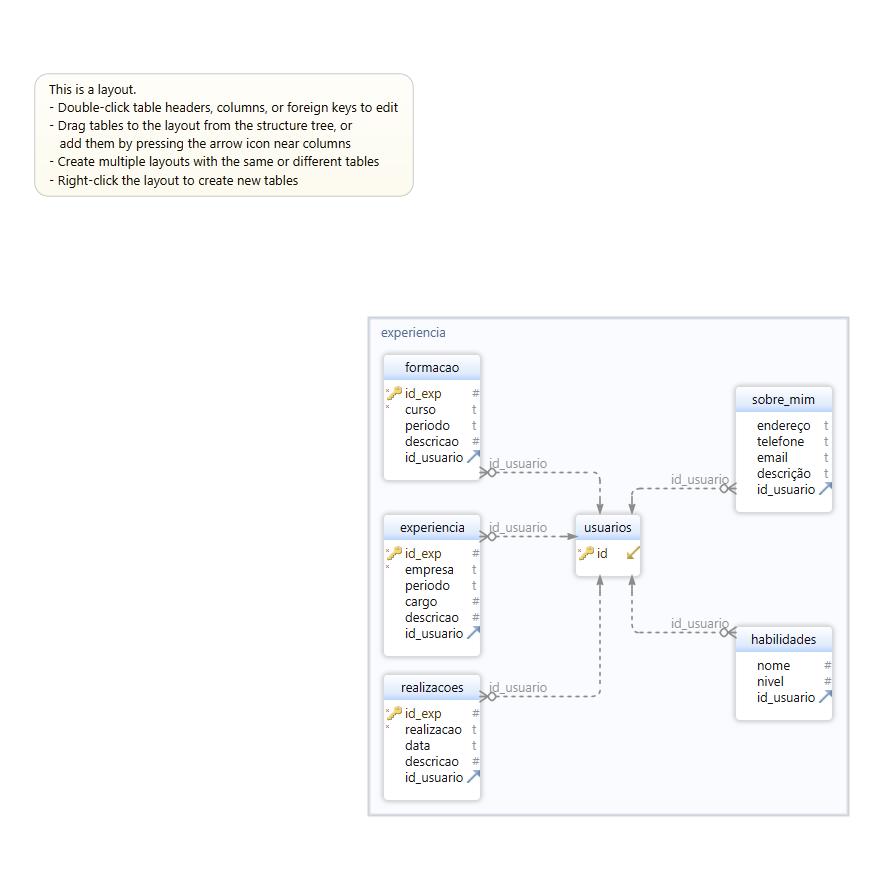 This is a layout.
- Double-click table headers, columns, or foreign keys to edit
- Drag tables to the layout from the structure tree, or
add them by pressing the arrow icon near columns
- Create multiple layouts with the same or different tables
- Right-click the layout to create new tables
experiencia
formacao
id_exp #
curso t
periodo t
descricao #
id_usuario
id_usuario
experiencia
id_exp #
empresa t
periodo t
cargo #
descricao #
id_usuario
id_usuario
realizacoes
id_exp #
realizacao t
data t
descricao #
id_usuario
id_usuario
usuarios
id
sobre_mim
endereço t
telefone t
email t
descrição t
id_usuario
id_usuario
habilidades
nome #
nivel #
id_usuario
id_usuario